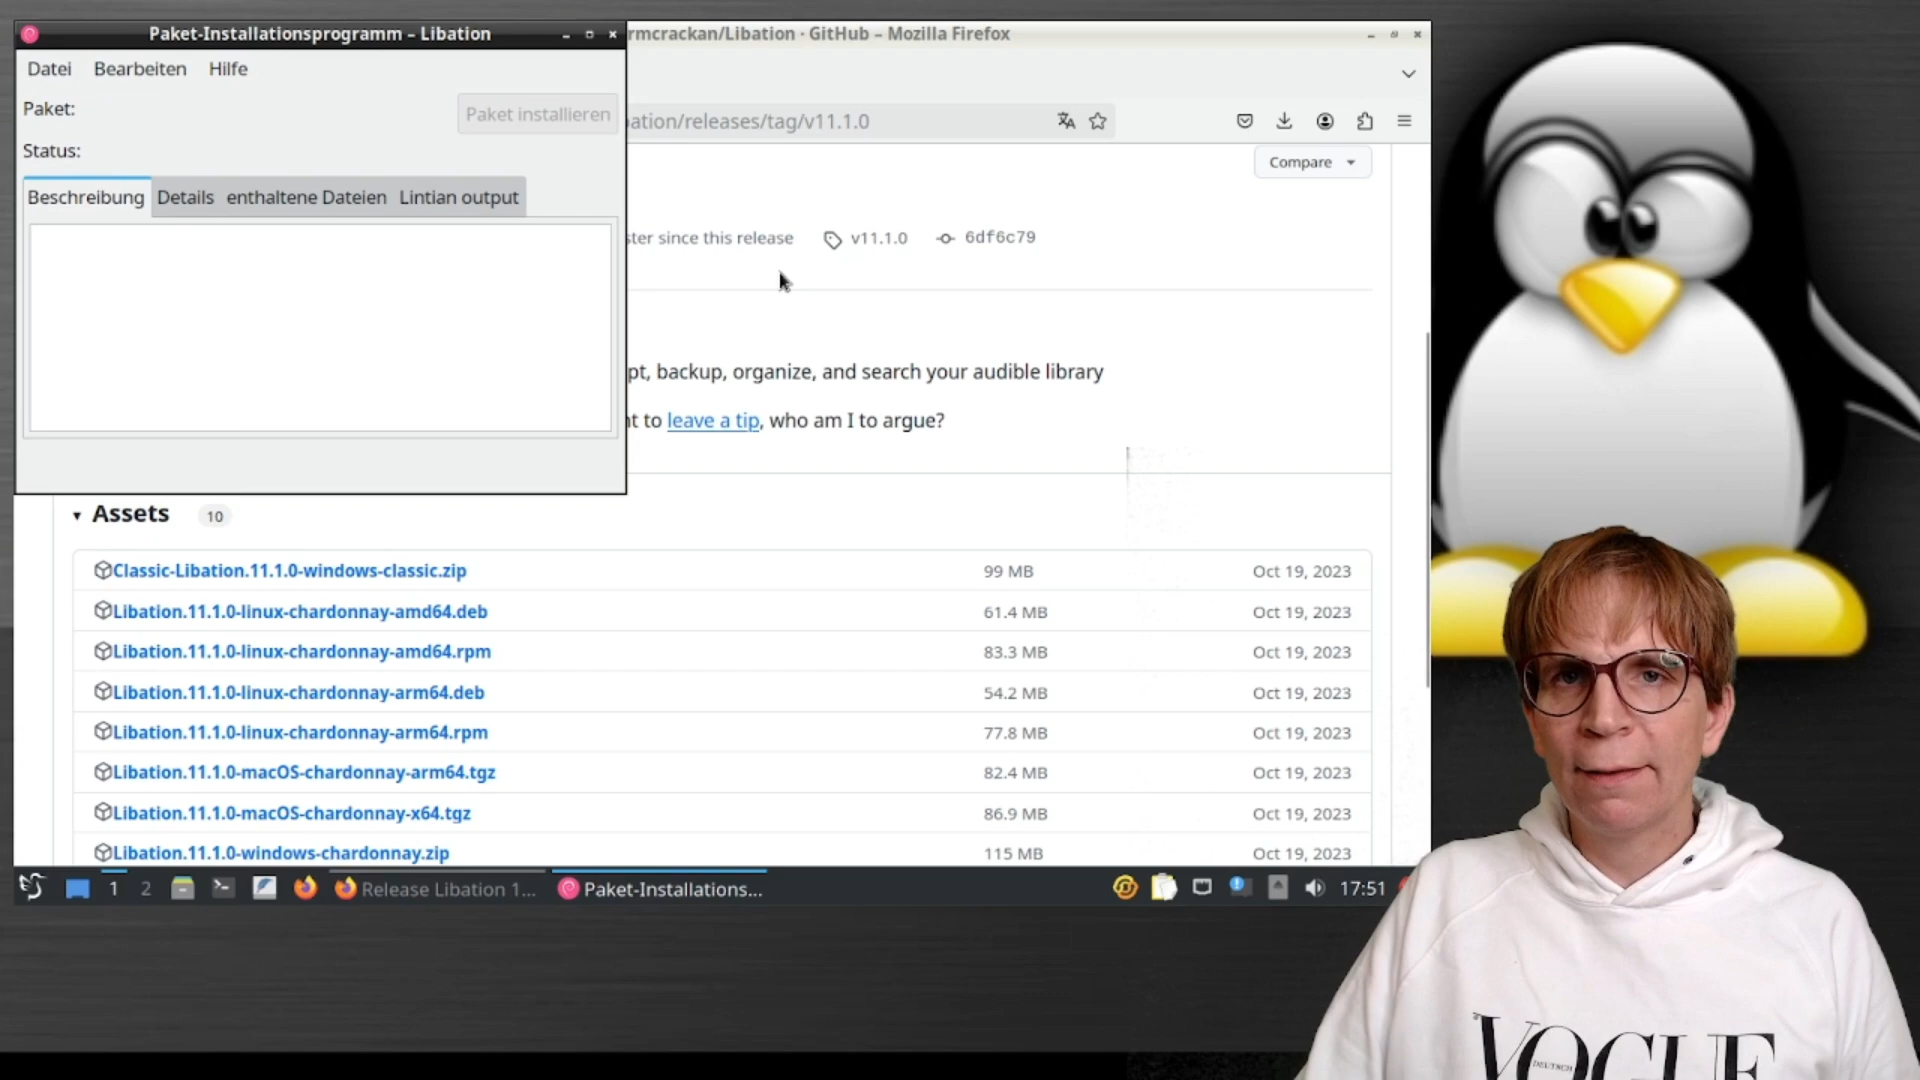 Paket-Installationsprogramm – Libation
rmcrackan/Libation · GitHub – Mozilla Firefox
Datei Bearbeiten Hilfe
Paket:
Paket installieren
ation/releases/tag/v11.1.0
Status:
Compare
Beschreibung Details enthaltene Dateien Lintian output
ster since this release v11.1.0 6df6c79
pt, backup, organize, and search your audible library
nt to leave a tip, who am I to argue?
Assets 10
Classic-Libation.11.1.0-windows-classic.zip 99 MB Oct 19, 2023
Libation.11.1.0-linux-chardonnay-amd64.deb 61.4 MB Oct 19, 2023
Libation.11.1.0-linux-chardonnay-amd64.rpm 83.3 MB Oct 19, 2023
Libation.11.1.0-linux-chardonnay-arm64.deb 54.2 MB Oct 19, 2023
Libation.11.1.0-linux-chardonnay-arm64.rpm 77.8 MB Oct 19, 2023
Libation.11.1.0-macOS-chardonnay-arm64.tgz 82.4 MB Oct 19, 2023
Libation.11.1.0-macOS-chardonnay-x64.tgz 86.9 MB Oct 19, 2023
Libation.11.1.0-windows-chardonnay.zip 115 MB Oct 19, 2023
1 2 Release Libation 1... Paket-Installations... 17:51
VOGUE
DEUTSCH